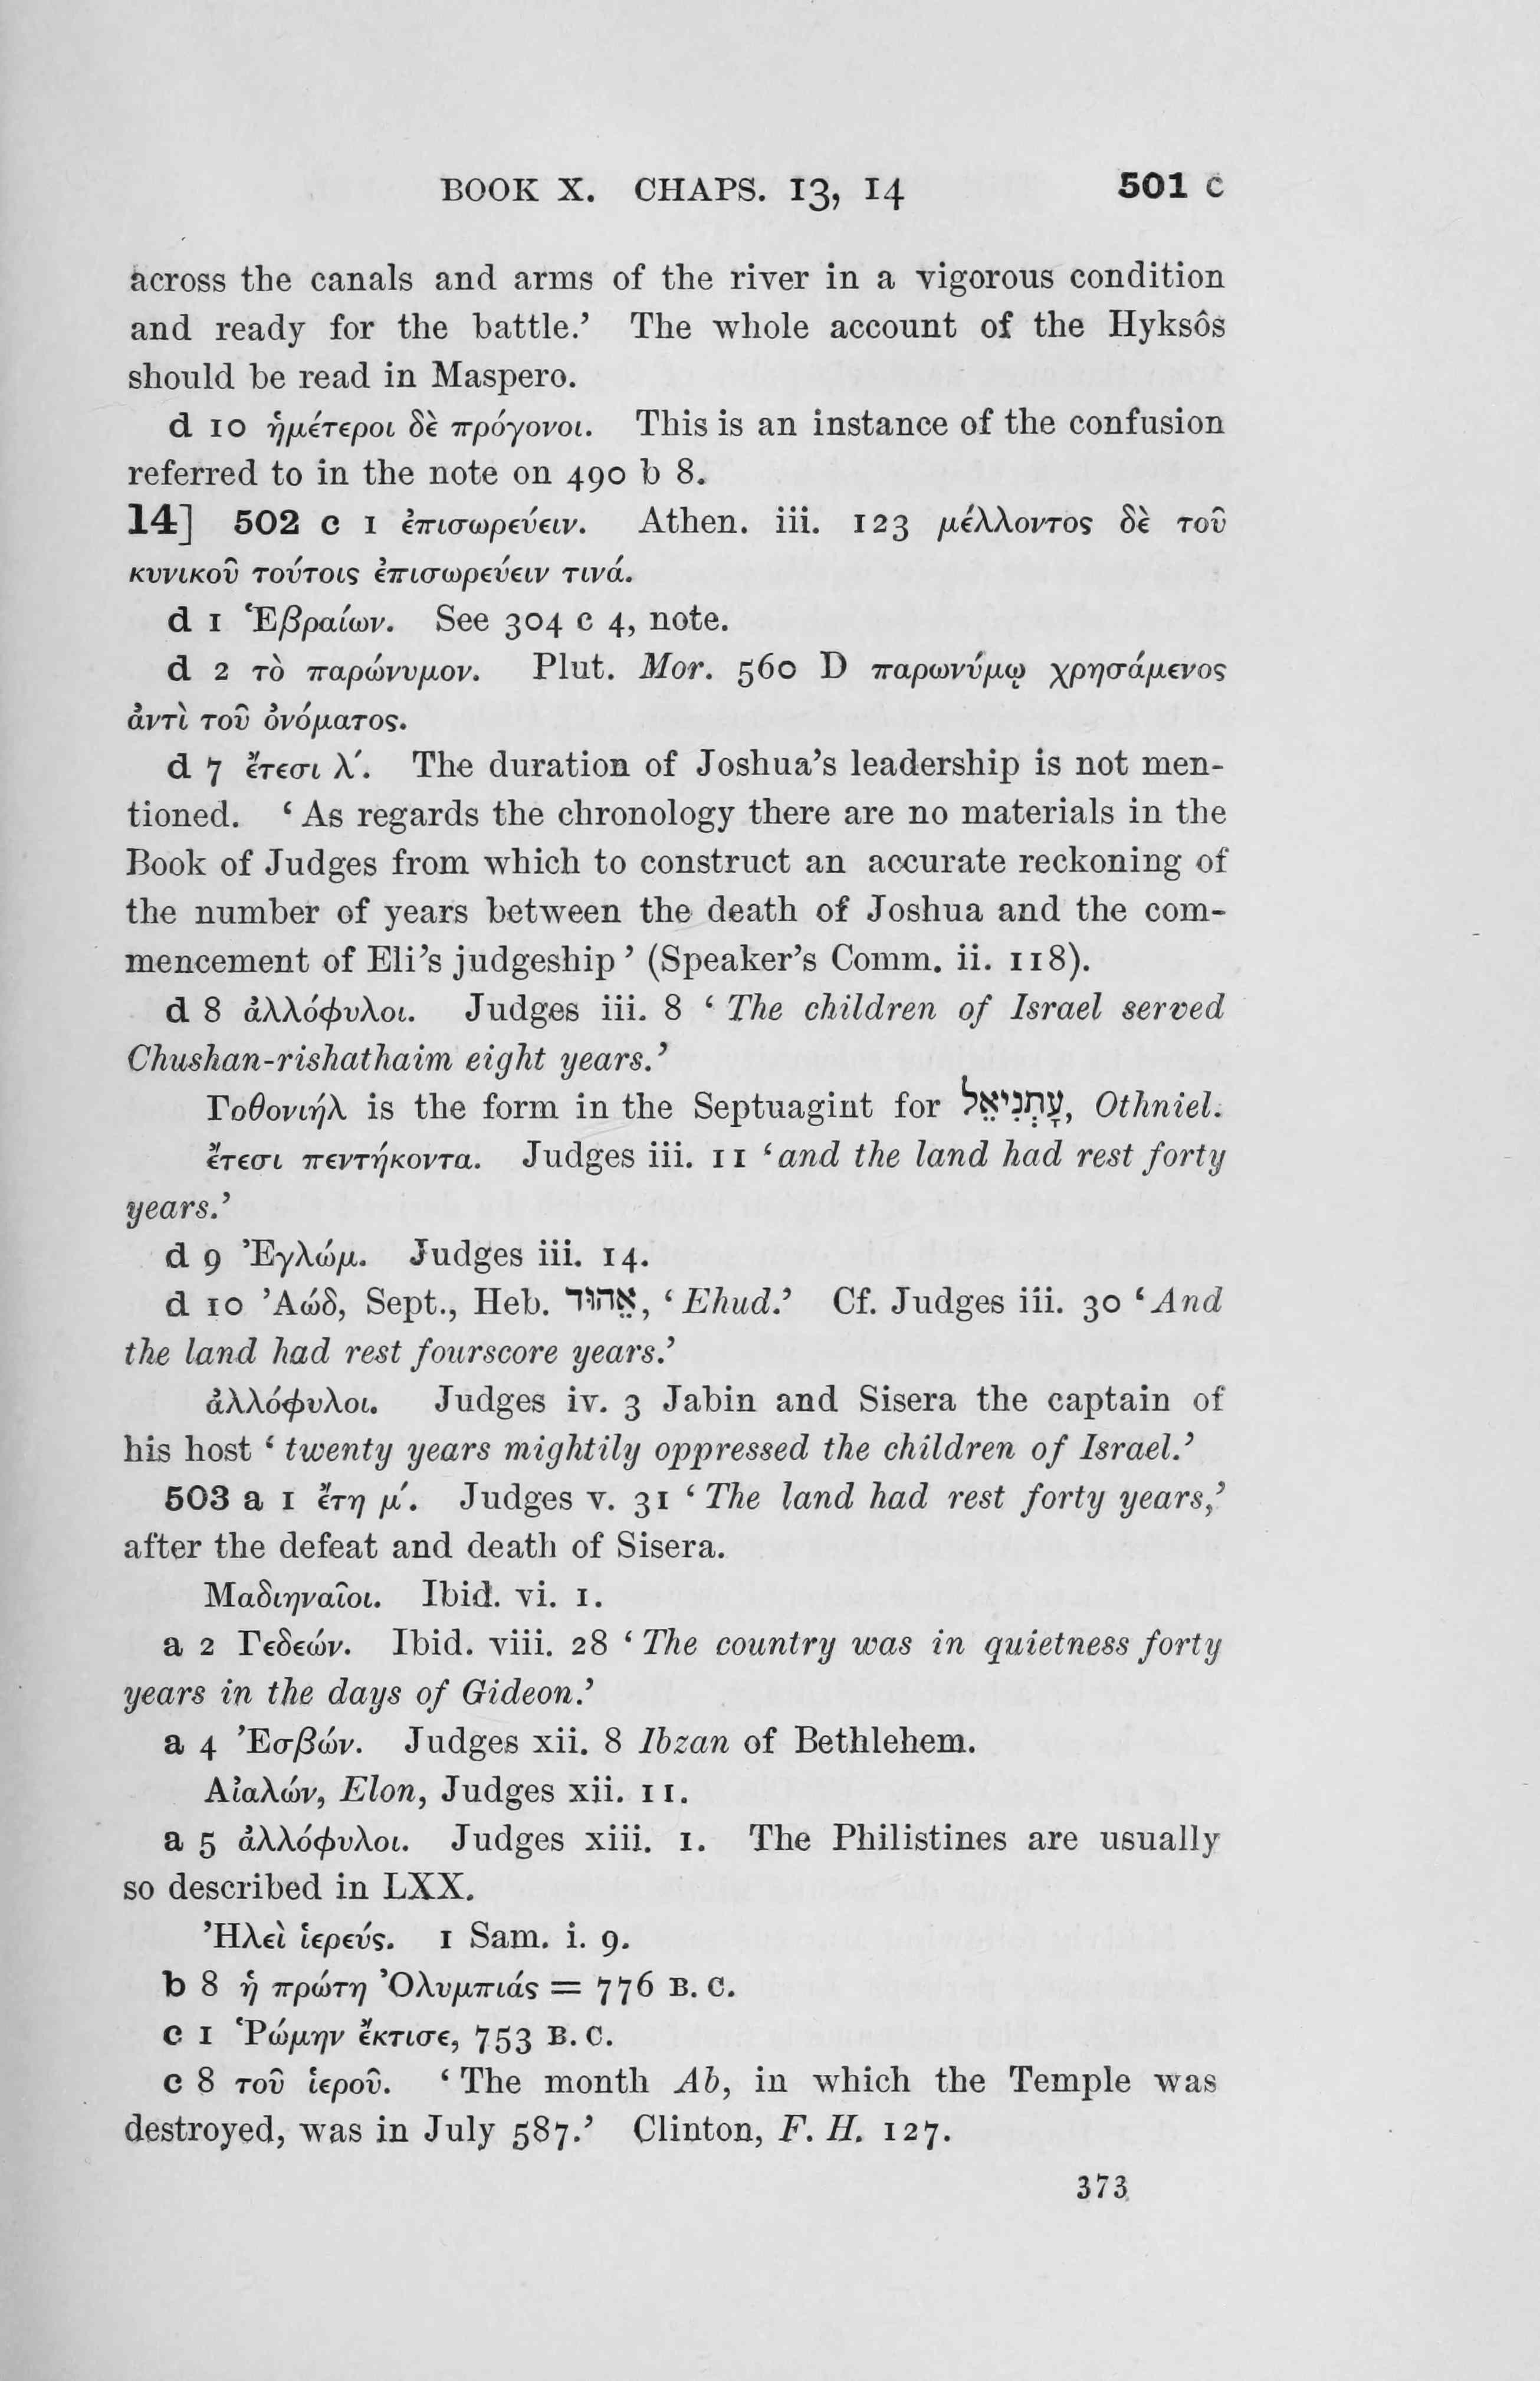 BOOK X. CHAPS. 13, 14 501 c
across the canals and arms of the river in a vigorous condition
and ready for the battle.’ The whole account of the Hyksôs
should be read in Maspero.
d 10 ἡμέτεροι δὲ πρόγονοι. This is an instance of the confusion
referred to in the note on 490 b 8.
14] 502 c 1 ἐπισωρεύειν. Athen. iii. 123 μέλλοντος δὲ τοῦ
κυνικοῦ τούτοις ἐπισωρεύειν τινά.
d 1 Ἑβραίων. See 304 c 4, note.
d 2 τὸ παρώνυμον. Plut. Mor. 560 D παρωνύμῳ χρησάμενος
ἀντὶ τοῦ ὀνόματος.
d 7 ἔτεσι λʹ. The duration of Joshua’s leadership is not men-
tioned. ‘As regards the chronology there are no materials in the
Book of Judges from which to construct an accurate reckoning of
the number of years between the death of Joshua and the com-
mencement of Eli’s judgeship’ (Speaker’s Comm. ii. 118).
d 8 ἀλλόφυλοι. Judges iii. 8 ‘The children of Israel served
Chushan-rishathaim eight years.’
Γοθονιήλ is the form in the Septuagint for עָתְנִיאֵל, Othniel.
ἔτεσι πεντήκοντα. Judges iii. 11 ‘and the land had rest forty
years.’
d 9 Ἐγλώμ. Judges iii. 14.
d 10 Ἀώδ, Sept., Heb. אֵהוּד, ‘Ehud.’ Cf. Judges iii. 30 ‘And
the land had rest fourscore years.’
ἀλλόφυλοι. Judges iv. 3 Jabin and Sisera the captain of
his host ‘twenty years mightily oppressed the children of Israel.’
503 a 1 ἔτη μʹ. Judges v. 31 ‘The land had rest forty years,’
after the defeat and death of Sisera.
Μαδιηναῖοι. Ibid. vi. 1.
a 2 Γεδεών. Ibid. viii. 28 ‘The country was in quietness forty
years in the days of Gideon.’
a 4 Ἐσβών. Judges xii. 8 Ibzan of Bethlehem.
Αἰαλών, Elon, Judges xii. 11.
a 5 ἀλλόφυλοι. Judges xiii. 1. The Philistines are usually
so described in LXX.
Ἠλεὶ ἱερεύς. 1 Sam. i. 9.
b 8 ἡ πρώτη Ὀλυμπιάς = 776 B. C.
c 1 Ῥώμην ἔκτισε, 753 B. C.
c 8 τοῦ ἱεροῦ. ‘The month Ab, in which the Temple was
destroyed, was in July 587.’ Clinton, F. H. 127.
373